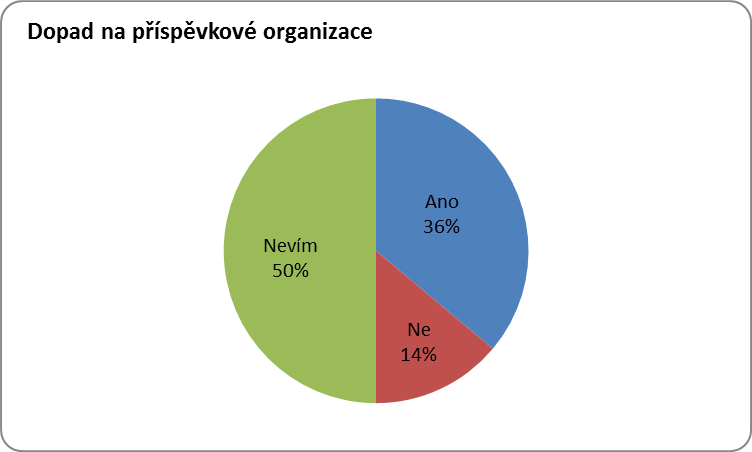 Dopad na příspěvkové organizace
Ano
36%
Nevím
50%
Ne
14%